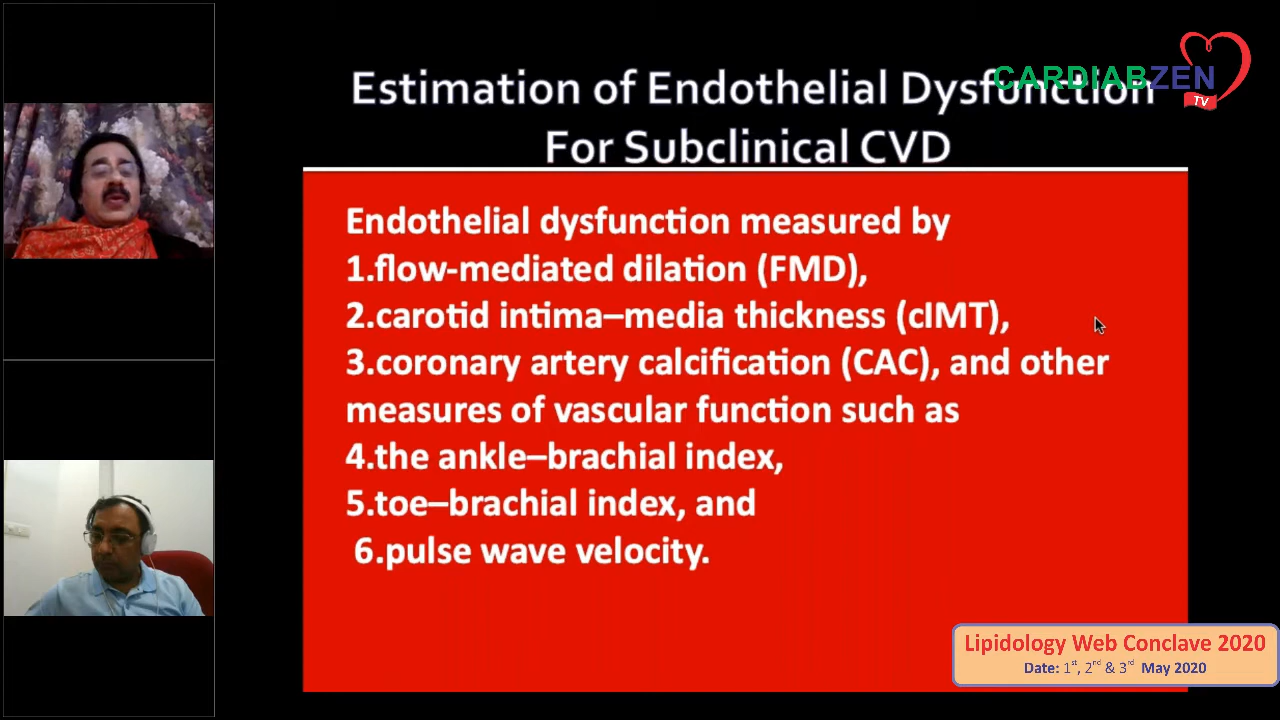 CARDIABZEN
TV
Estimation of Endothelial Dysfunction
For Subclinical CVD
Endothelial dysfunction measured by
1.flow-mediated dilation (FMD),
2.carotid intima–media thickness (cIMT),
3.coronary artery calcification (CAC), and other
measures of vascular function such as
4.the ankle–brachial index,
5.toe–brachial index, and
6.pulse wave velocity.
Lipidology Web Conclave 2020
Date: 1st, 2nd & 3rd May 2020